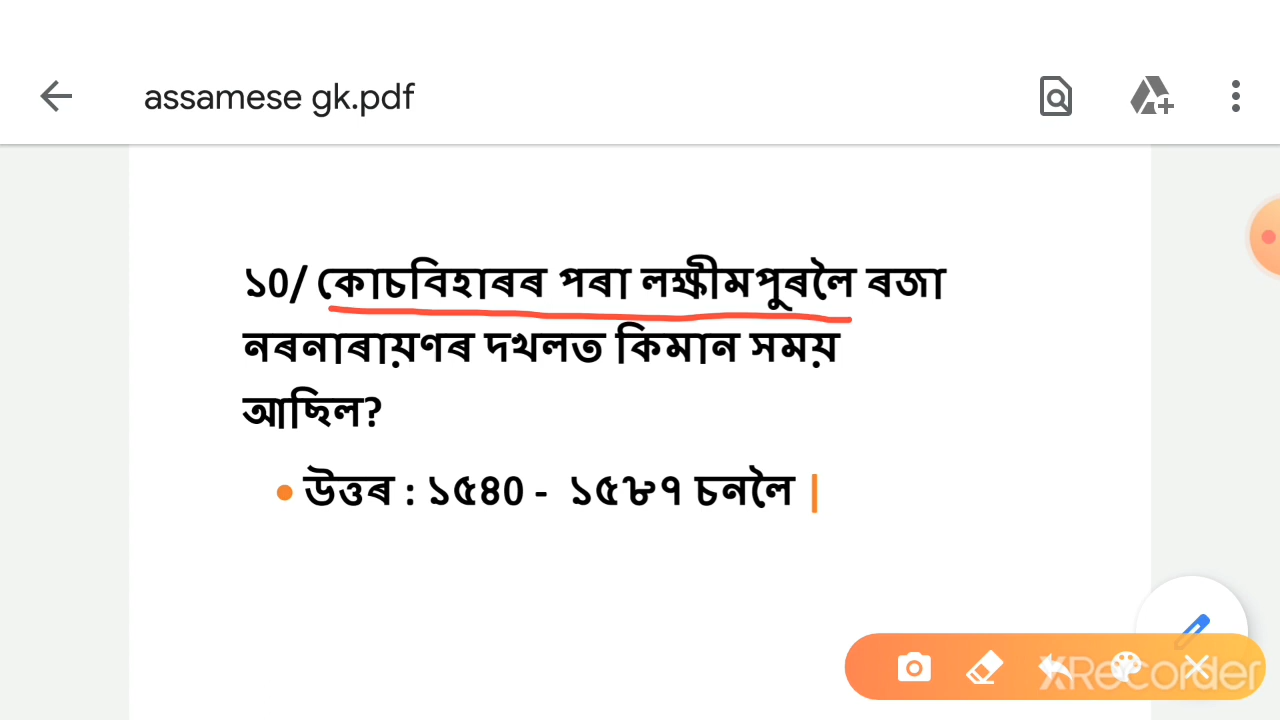 assamese gk.pdf
১0/ কোচবিহাৰৰ পৰা লক্ষীমপুৰলৈ ৰজা
নৰনাৰায়ণৰ দখলত কিমান সময়
আছিল?
• উত্তৰ : ১৫৪0 - ১৫৮৭ চনলৈ |
XRecorder